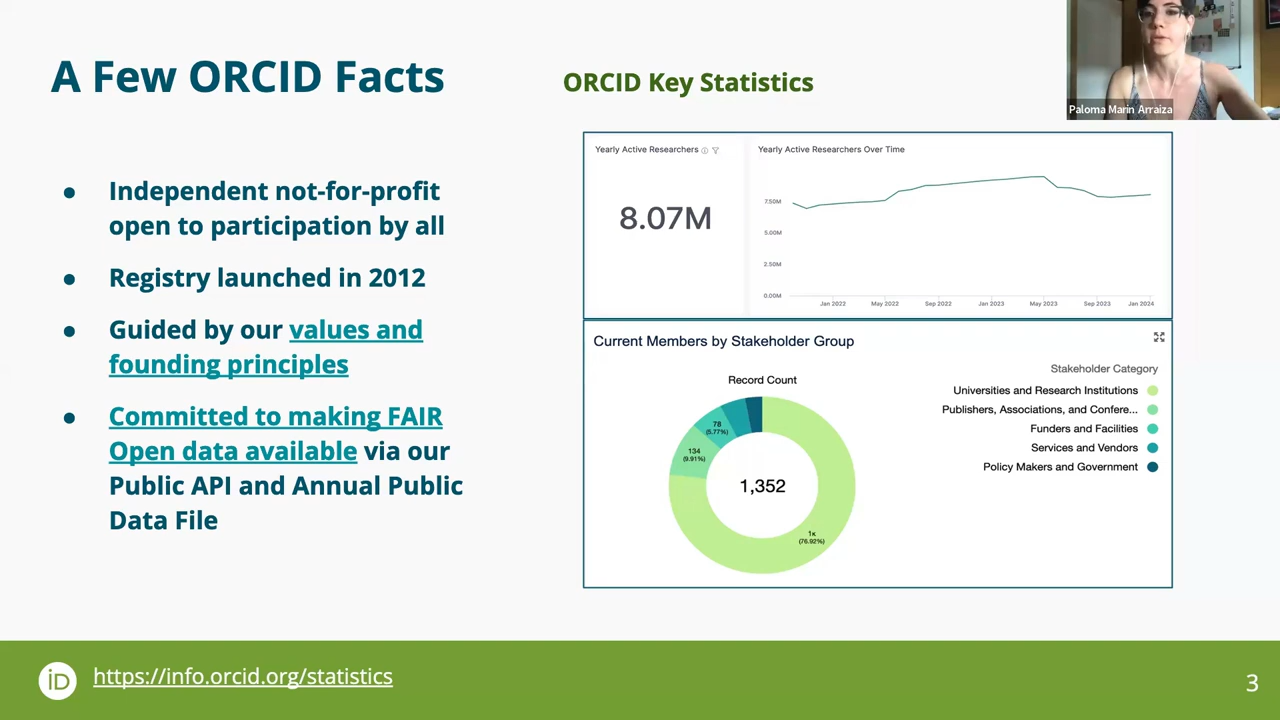 A Few ORCID Facts
● Independent not-for-profit
open to participation by all
● Registry launched in 2012
● Guided by our values and
founding principles
● Committed to making FAIR
Open data available via our
Public API and Annual Public
Data File
ORCID Key Statistics
Paloma Marin Arraiza
Yearly Active Researchers
8.07M
Yearly Active Researchers Over Time
7.50M
5.00M
2.50M
0.00M
Jan 2022 May 2022 Sep 2022 Jan 2023 May 2023 Sep 2023 Jan 2024
Current Members by Stakeholder Group
Record Count
78
(5.77%)
134
(9.91%)
1,352
1K
(76.92%)
Stakeholder Category
Universities and Research Institutions
Publishers, Associations, and Confere...
Funders and Facilities
Services and Vendors
Policy Makers and Government
iD https://info.orcid.org/statistics
3